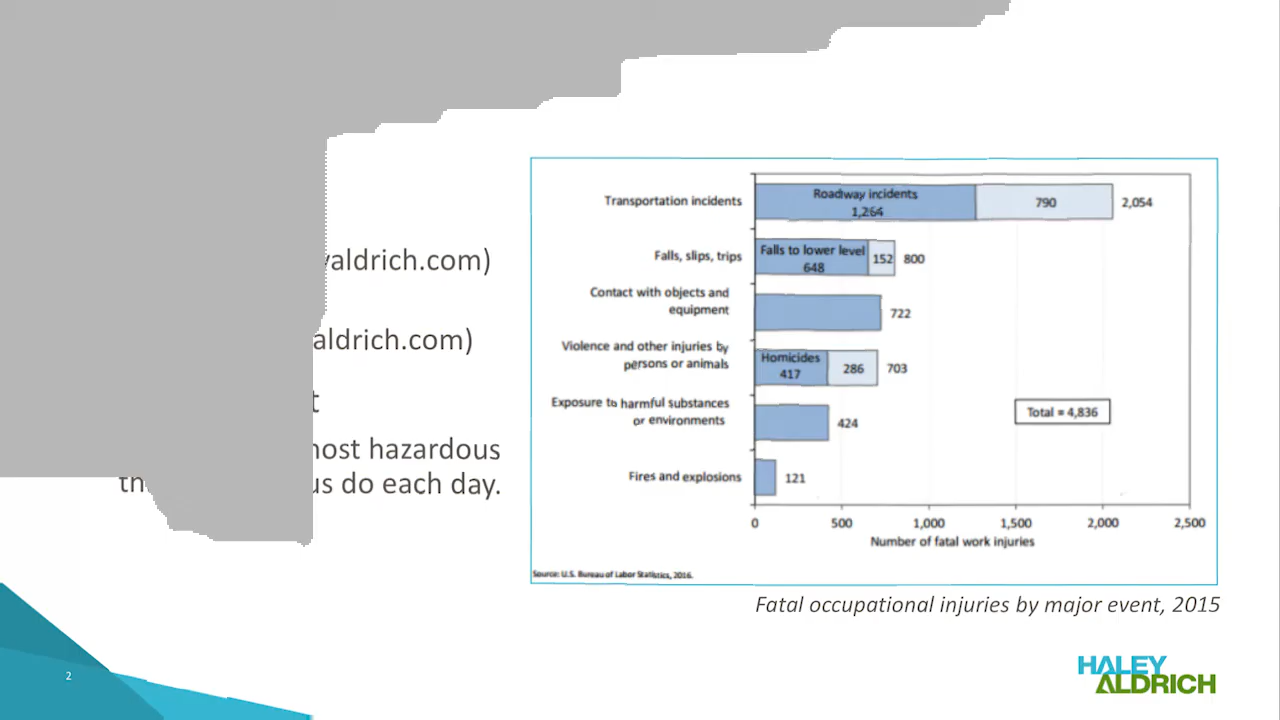 aldrich.com)
aldrich.com)
hazardous
us do each day.
Transportation incidents
Roadway incidents
1,264
790
2,054
Falls, slips, trips
Falls to lower level
648
152
800
Contact with objects and
equipment
722
Violence and other injuries by
persons or animals
Homicides
417
286
703
Exposure to harmful substances
or environments
424
Total = 4,836
Fires and explosions
121
0
500
1,000
1,500
2,000
2,500
Number of fatal work injuries
Source: U.S. Bureau of Labor Statistics, 2016.
Fatal occupational injuries by major event, 2015
2
HALEY
ALDRICH